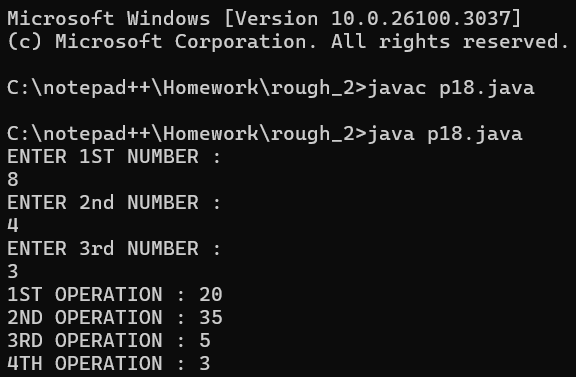 Microsoft Windows [Version 10.0.26100.3037]
(c) Microsoft Corporation. All rights reserved.
C:\notepad++\Homework\rough_2>javac p18.java
C:\notepad++\Homework\rough_2>java p18.java
ENTER 1ST NUMBER :
8
ENTER 2nd NUMBER :
4
ENTER 3rd NUMBER :
3
1ST OPERATION : 20
2ND OPERATION : 35
3RD OPERATION : 5
4TH OPERATION : 3